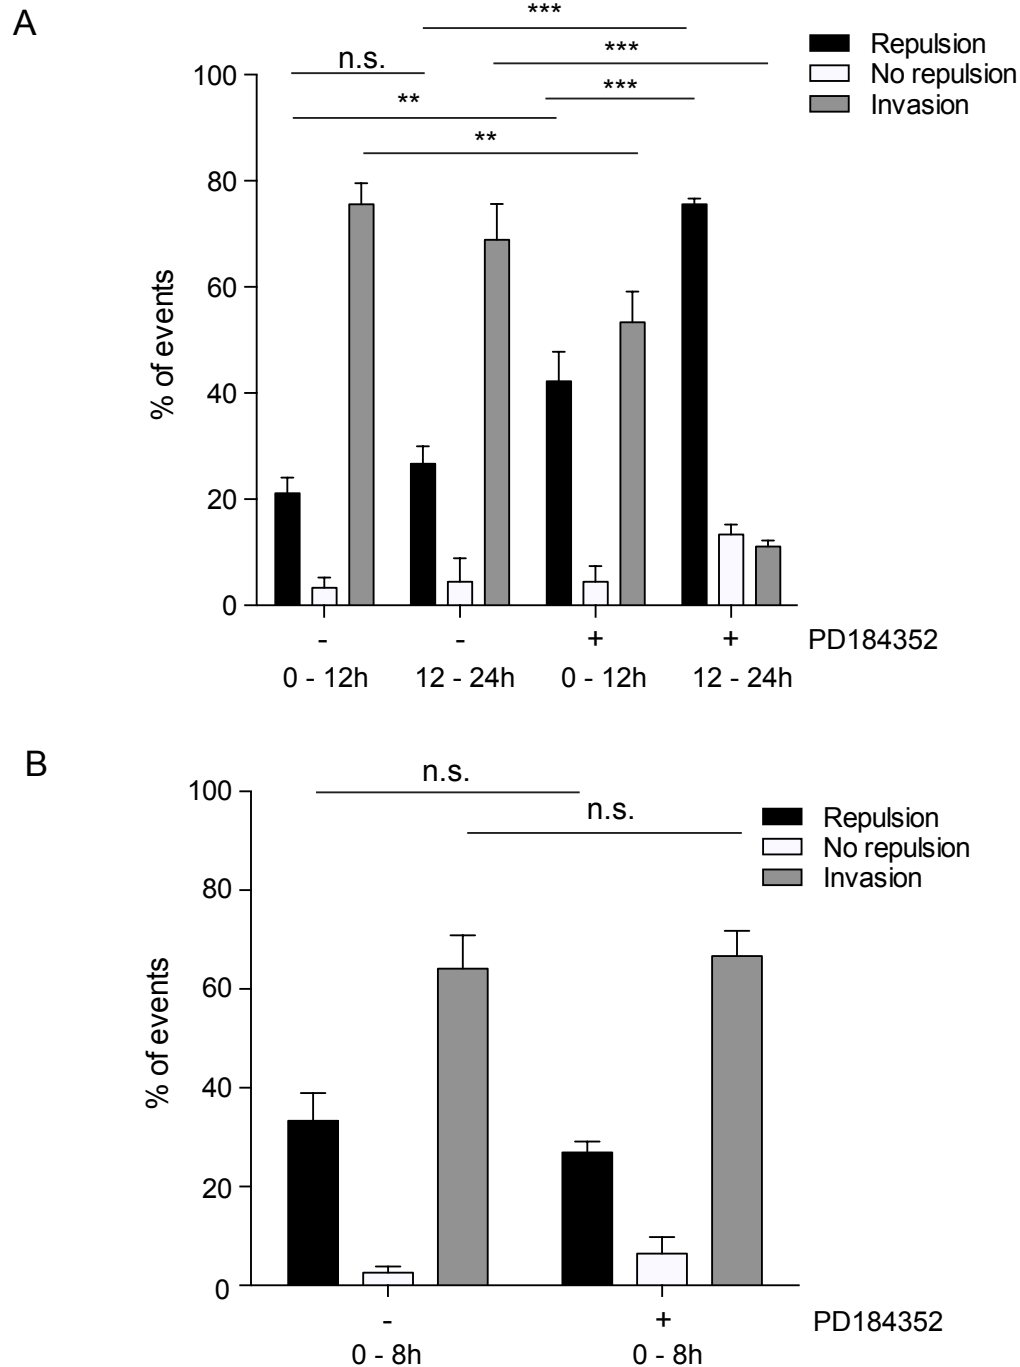 A
***
Repulsion
n.s.
***
No repulsion
100
**
***
Invasion
**
80
60
% of events
40
20
0
- - + + PD184352
0 - 12h 12 - 24h 0 - 12h 12 - 24h
B
n.s.
100
n.s.
Repulsion
No repulsion
Invasion
80
60
% of events
40
20
0
- + PD184352
0 - 8h 0 - 8h